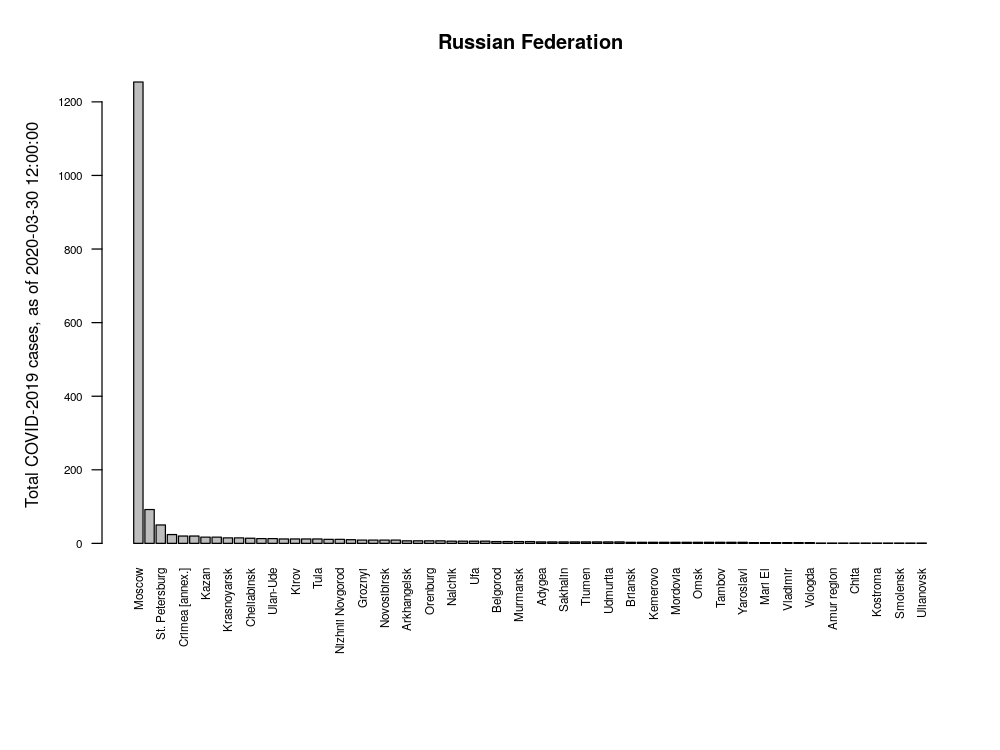 Russian Federation
Total COVID-2019 cases, as of 2020-03-30 12:00:00
1200
1000
800
600
400
200
0
Moscow
St. Petersburg
Crimea [annex.]
Kazan
Krasnoyarsk
Cheliabinsk
Ulan-Ude
Kirov
Tula
Nizhnii Novgorod
Groznyi
Novosibirsk
Arkhangelsk
Orenburg
Nalchik
Ufa
Belgorod
Murmansk
Adygea
Sakhalin
Tiumen
Udmurtia
Briansk
Kemerovo
Mordovia
Omsk
Tambov
Yaroslavl
Mari El
Vladimir
Vologda
Amur region
Chita
Kostroma
Smolensk
Ulianovsk